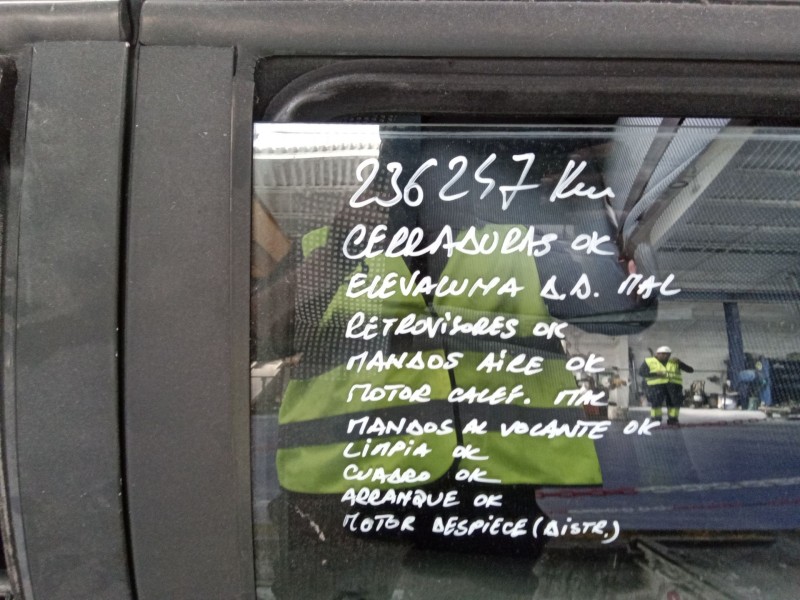 236247 Km
CERRADURAS OK
ELEVALUNA D.D. MAL
RETROVISORES OK
MANDOS AIRE OK
MOTOR CALEF. MAL
MANDOS AL VOLANTE OK
LIMPIA OK
CUADRO OK
ARRANQUE OK
MOTOR DESPIECE (DISTR.)